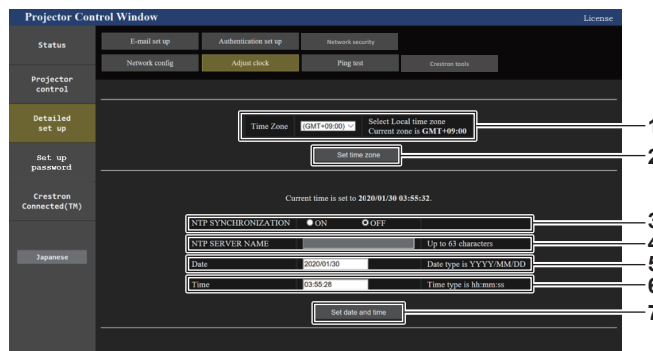 Projector Control Window
License
Status
E-mail set up
Authentication set up
Network security
Network config
Adjust clock
Ping test
Crestron tools
Projector
control
Detailed
set up
Set up
password
Crestron
Connected(TM)
Japanese
Time Zone
(GMT+09:00)
Select Local time zone
Current zone is GMT+09:00
1
Set time zone
2
Current time is set to 2020/01/30 03:55:32.
NTP SYNCHRONIZATION
ON
OFF
3
NTP SERVER NAME
Up to 63 characters
4
Date
2020/01/30
Date type is YYYY/MM/DD
5
Time
03:55:28
Time type is hh:mm:ss
6
Set date and time
7